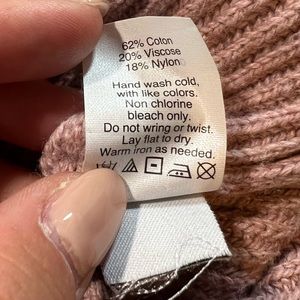 62% Coton
20% Viscose
18% Nylon
Hand wash cold,
with like colors.
Non chlorine
bleach only.
Do not wring or twist.
Lay flat to dry.
Warm iron as needed.